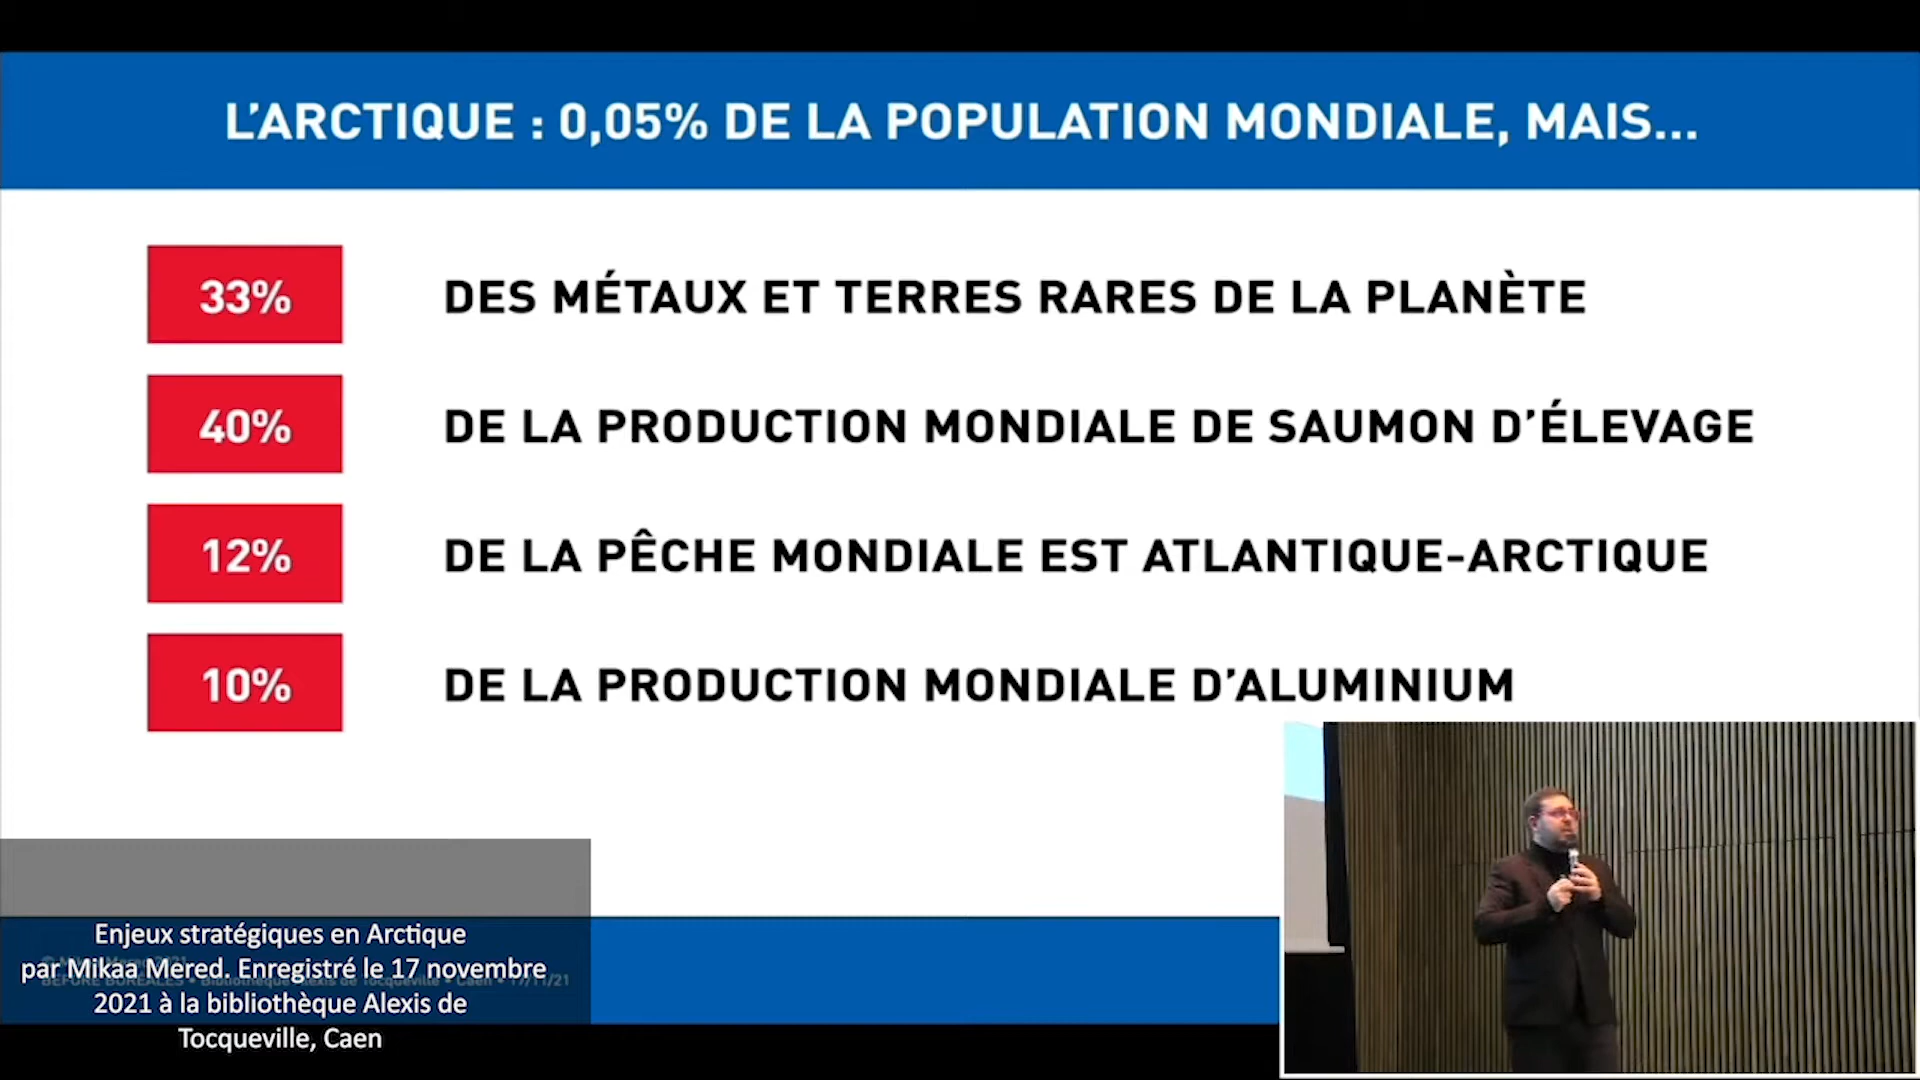 L'ARCTIQUE : 0,05% DE LA POPULATION MONDIALE, MAIS...
33% DES MÉTAUX ET TERRES RARES DE LA PLANÈTE
40% DE LA PRODUCTION MONDIALE DE SAUMON D'ÉLEVAGE
12% DE LA PÊCHE MONDIALE EST ATLANTIQUE-ARCTIQUE
10% DE LA PRODUCTION MONDIALE D'ALUMINIUM
Enjeux stratégiques en Arctique
par Mikaa Mered. Enregistré le 17 novembre
2021 à la bibliothèque Alexis de
Tocqueville, Caen